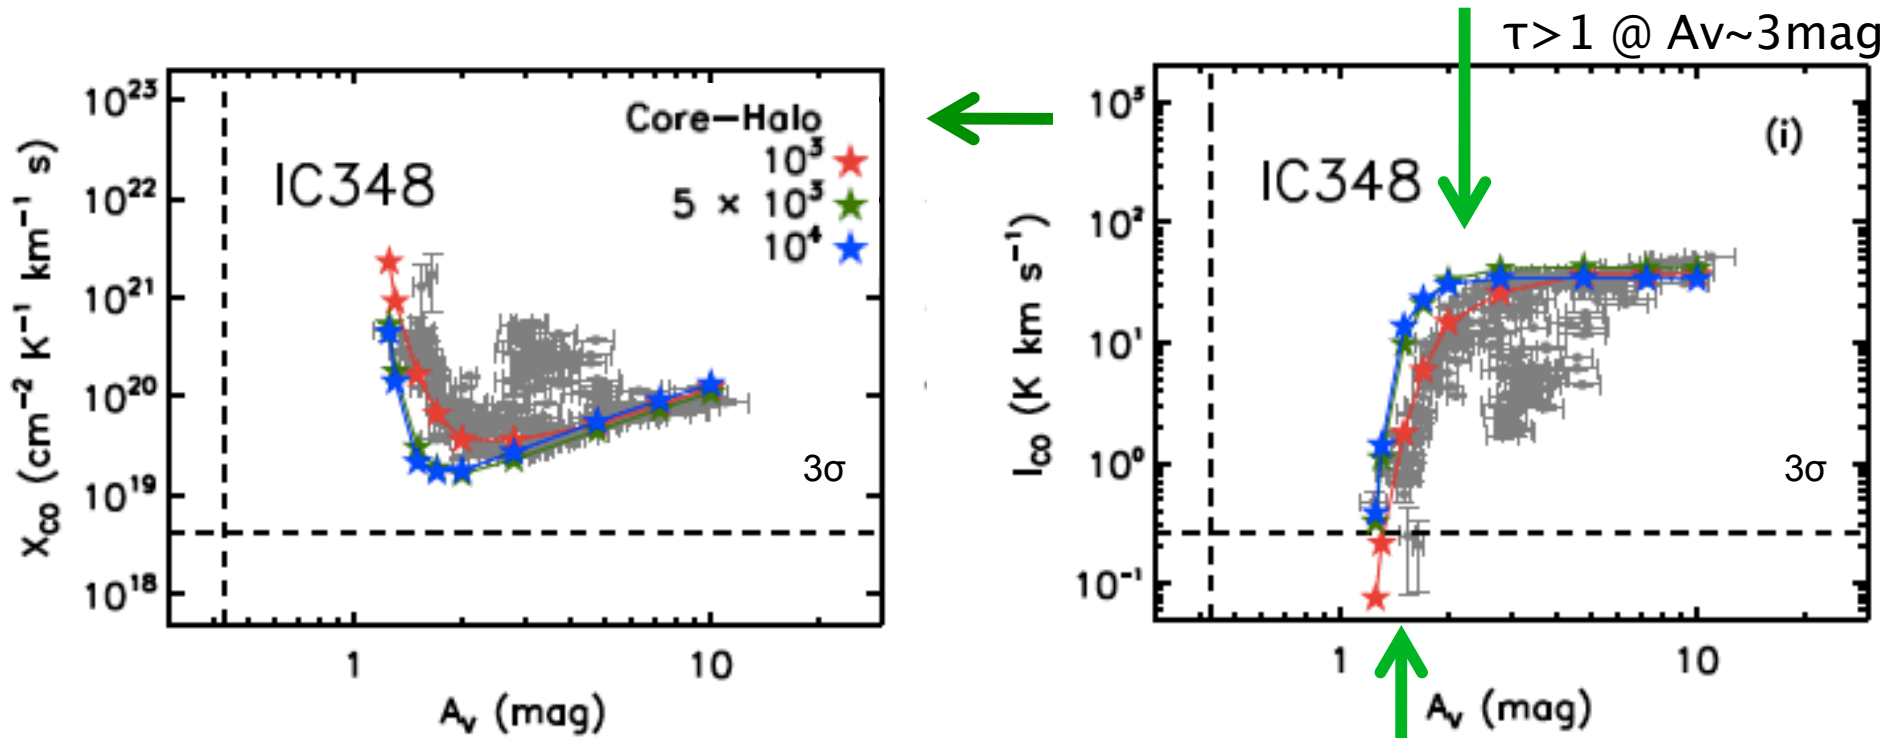 τ>1 @ Av~3mag
10²³
10²²
10²¹
10²⁰
10¹⁹
10¹⁸
X_CO (cm⁻² K⁻¹ km⁻¹ s)
IC348
Core-Halo
10³
5 × 10³
10⁴
3σ
1
10
A_V (mag)
10³
10²
10¹
10⁰
10⁻¹
I_CO (K km s⁻¹)
IC348
(i)
3σ
1
10
A_V (mag)